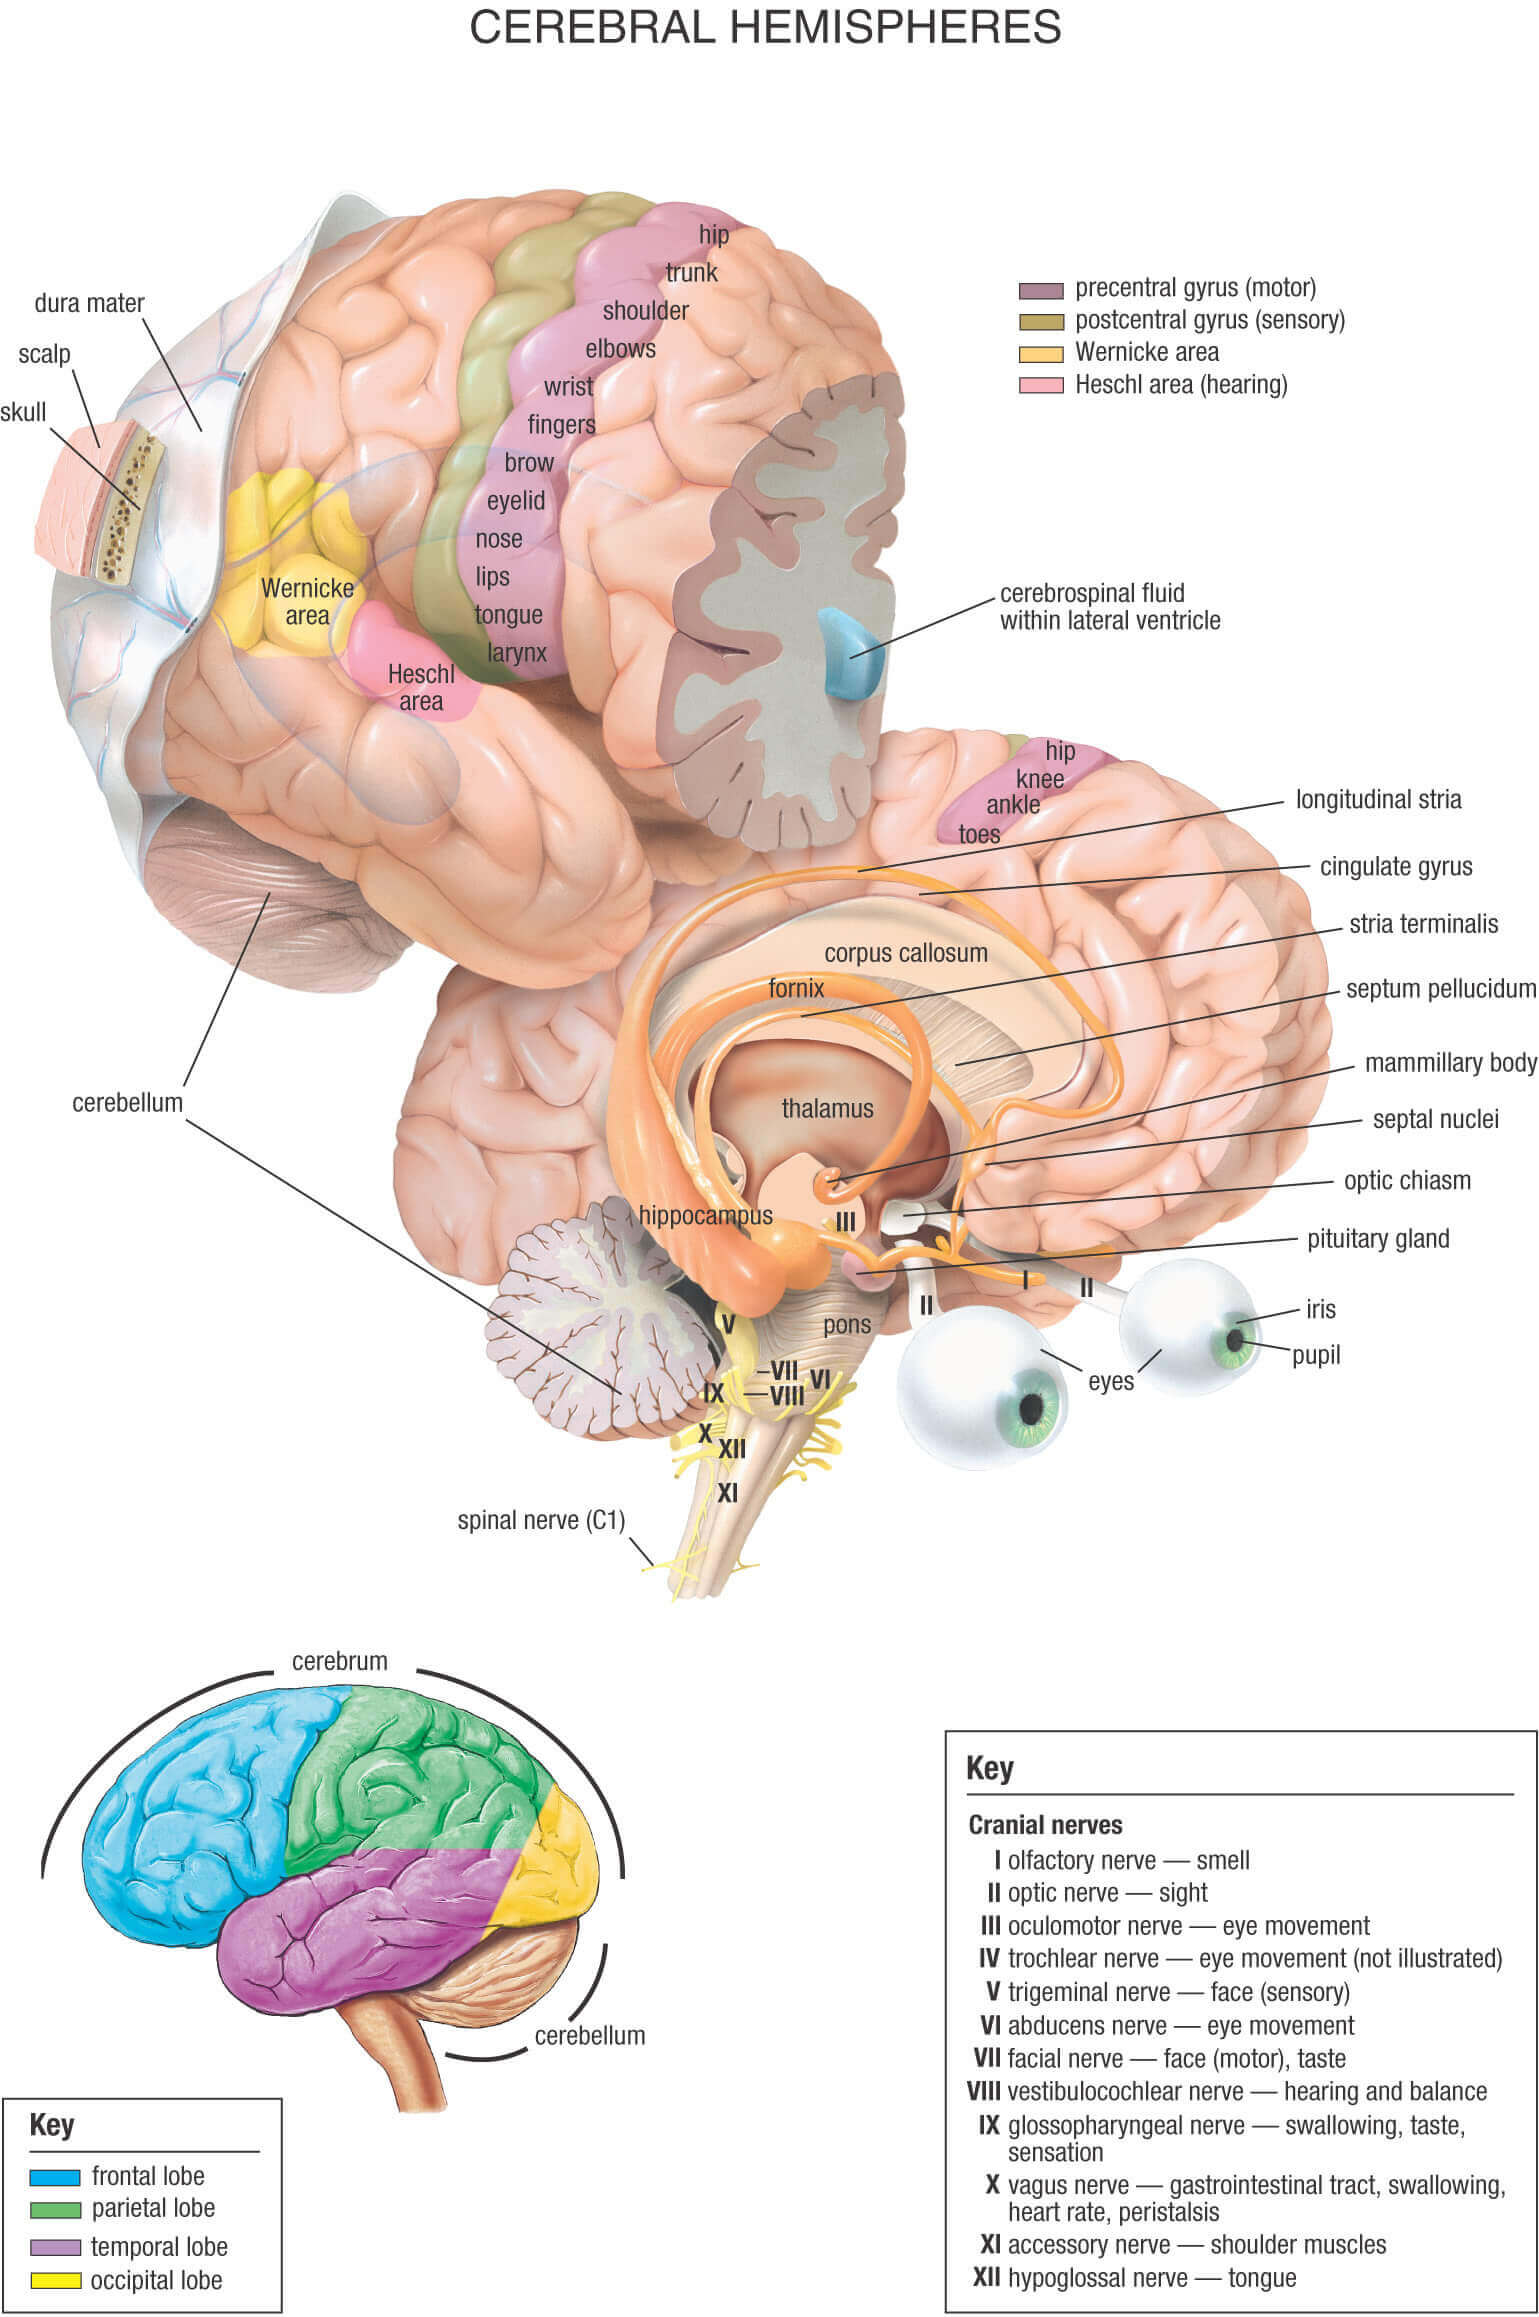 CEREBRAL HEMISPHERES
hip
trunk
shoulder
elbows
wrist
fingers
brow
eyelid
nose
lips
tongue
larynx
dura mater
scalp
skull
Wernicke
area
Heschl
area
precentral gyrus (motor)
postcentral gyrus (sensory)
Wernicke area
Heschl area (hearing)
cerebrospinal fluid
within lateral ventricle
hip
knee
ankle
toes
longitudinal stria
cingulate gyrus
stria terminalis
septum pellucidum
mammillary body
septal nuclei
optic chiasm
pituitary gland
iris
pupil
eyes
corpus callosum
fornix
thalamus
hippocampus
III
I
II
II
pons
V
VII
VI
IX
VIII
X
XII
XI
cerebellum
spinal nerve (C1)
cerebrum
cerebellum
Key
frontal lobe
parietal lobe
temporal lobe
occipital lobe
Key
Cranial nerves
I olfactory nerve — smell
II optic nerve — sight
III oculomotor nerve — eye movement
IV trochlear nerve — eye movement (not illustrated)
V trigeminal nerve — face (sensory)
VI abducens nerve — eye movement
VII facial nerve — face (motor), taste
VIII vestibulocochlear nerve — hearing and balance
IX glossopharyngeal nerve — swallowing, taste,
sensation
X vagus nerve — gastrointestinal tract, swallowing,
heart rate, peristalsis
XI accessory nerve — shoulder muscles
XII hypoglossal nerve — tongue